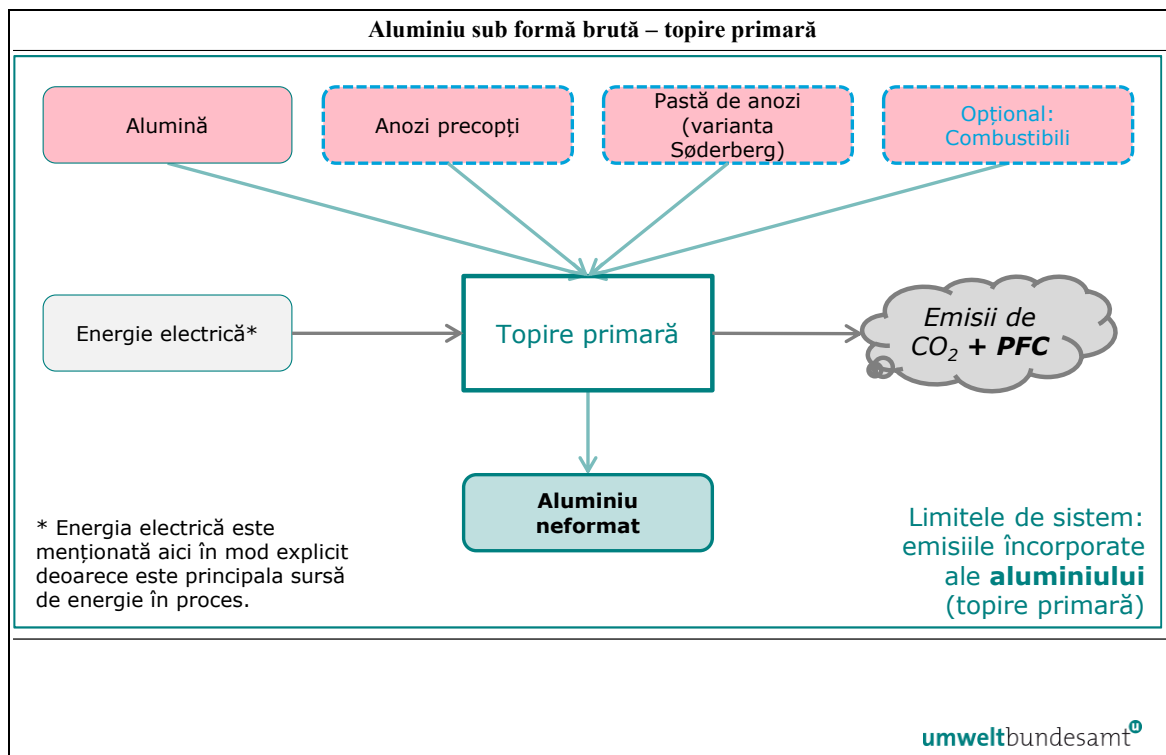 Aluminiu sub formă brută – topire primară
Alumină
Anozi precopți
Pastă de anozi
(varianta
Søderberg)
Opțional:
Combustibili
Energie electrică*
Topire primară
Emisii de
CO₂ + PFC
Aluminiu
neformat
* Energia electrică este
menționată aici în mod explicit
deoarece este principala sursă
de energie în proces.
Limitele de sistem:
emisiile încorporate
ale aluminiului
(topire primară)
umweltbundesamt
u